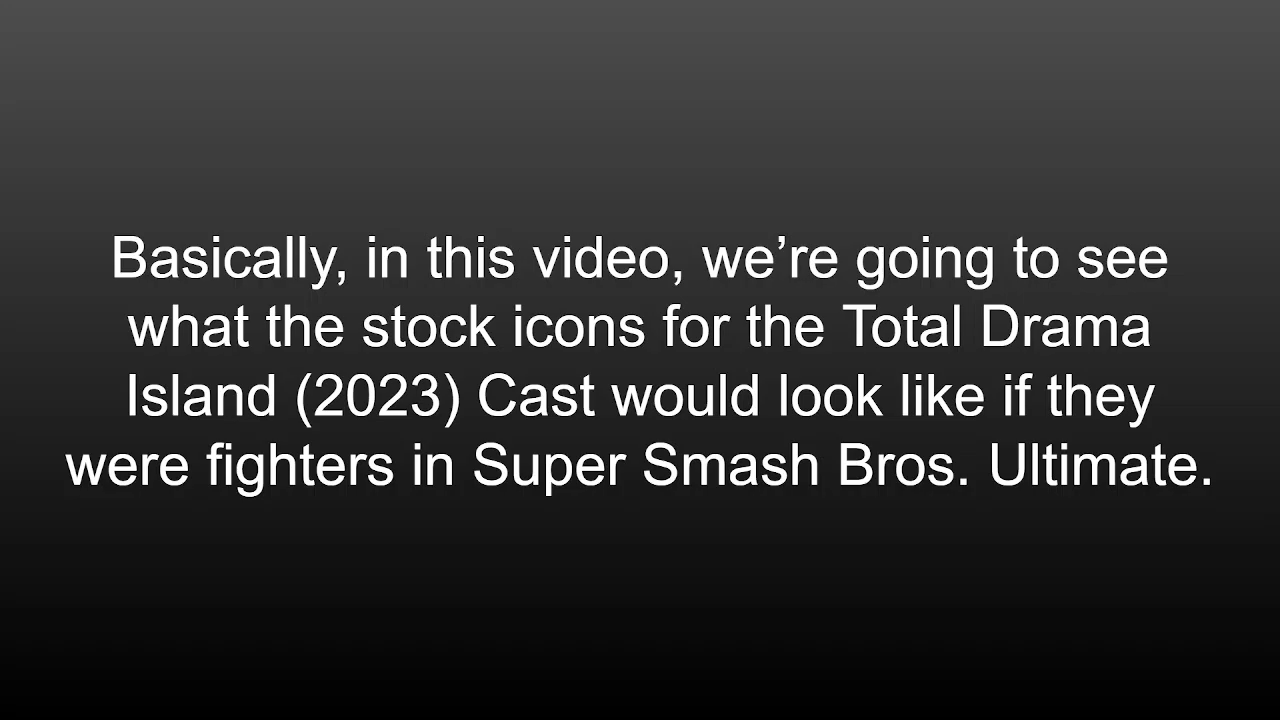 Basically, in this video, we’re going to see
what the stock icons for the Total Drama
Island (2023) Cast would look like if they
were fighters in Super Smash Bros. Ultimate.